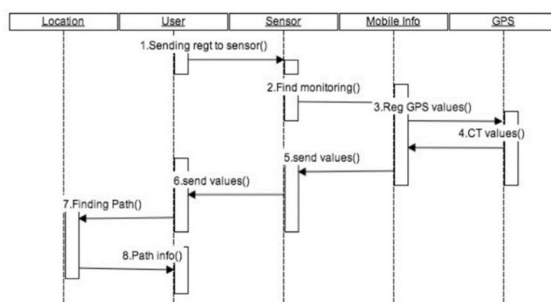 Location User Sensor Mobile Info GPS
1.Sending regt to sensor()
2.Find monitoring()
3.Reg GPS values()
4.CT values()
5.send values()
6.send values()
7.Finding Path()
8.Path info()